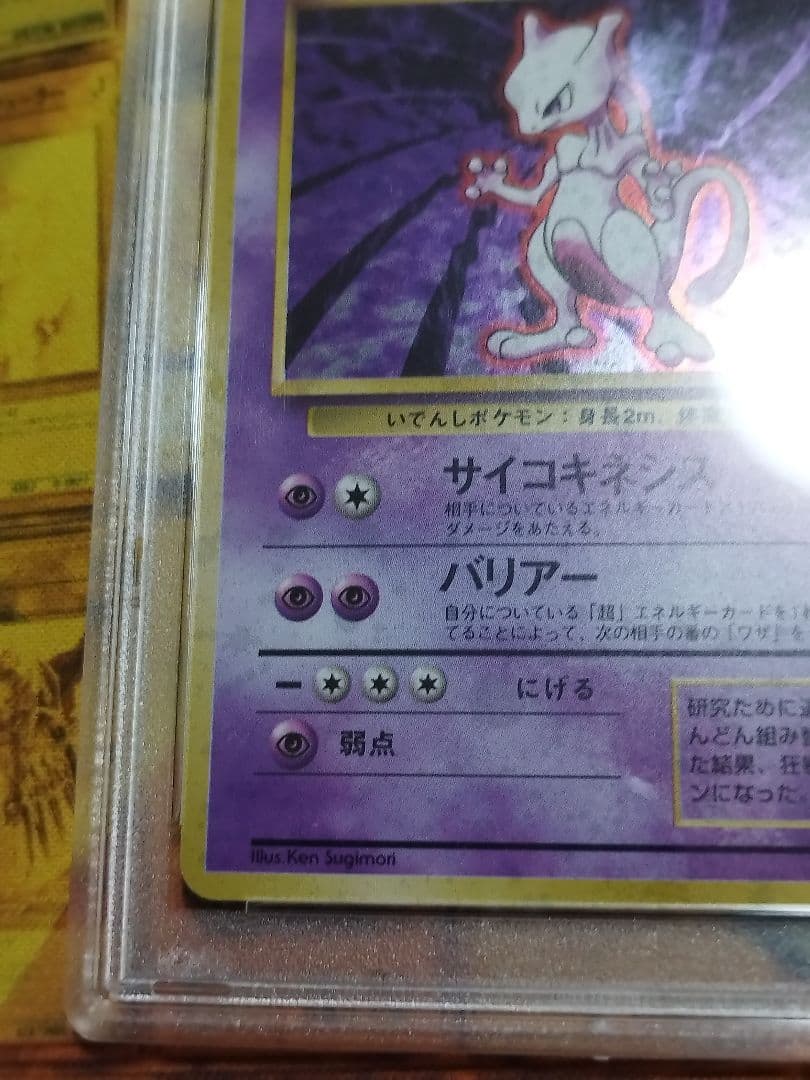 いでんしポケモン：身長2m、
サイコキネシス
相手についているエネルギーカード
ダメージをあたえる。
バリアー
自分についている「超」エネルギーカードを
てることによって、次の相手の番の「ワザ」を
にげる
弱点
研究ために
んどん組み
た結果、狂
ンになった
Illus. Ken Sugimori